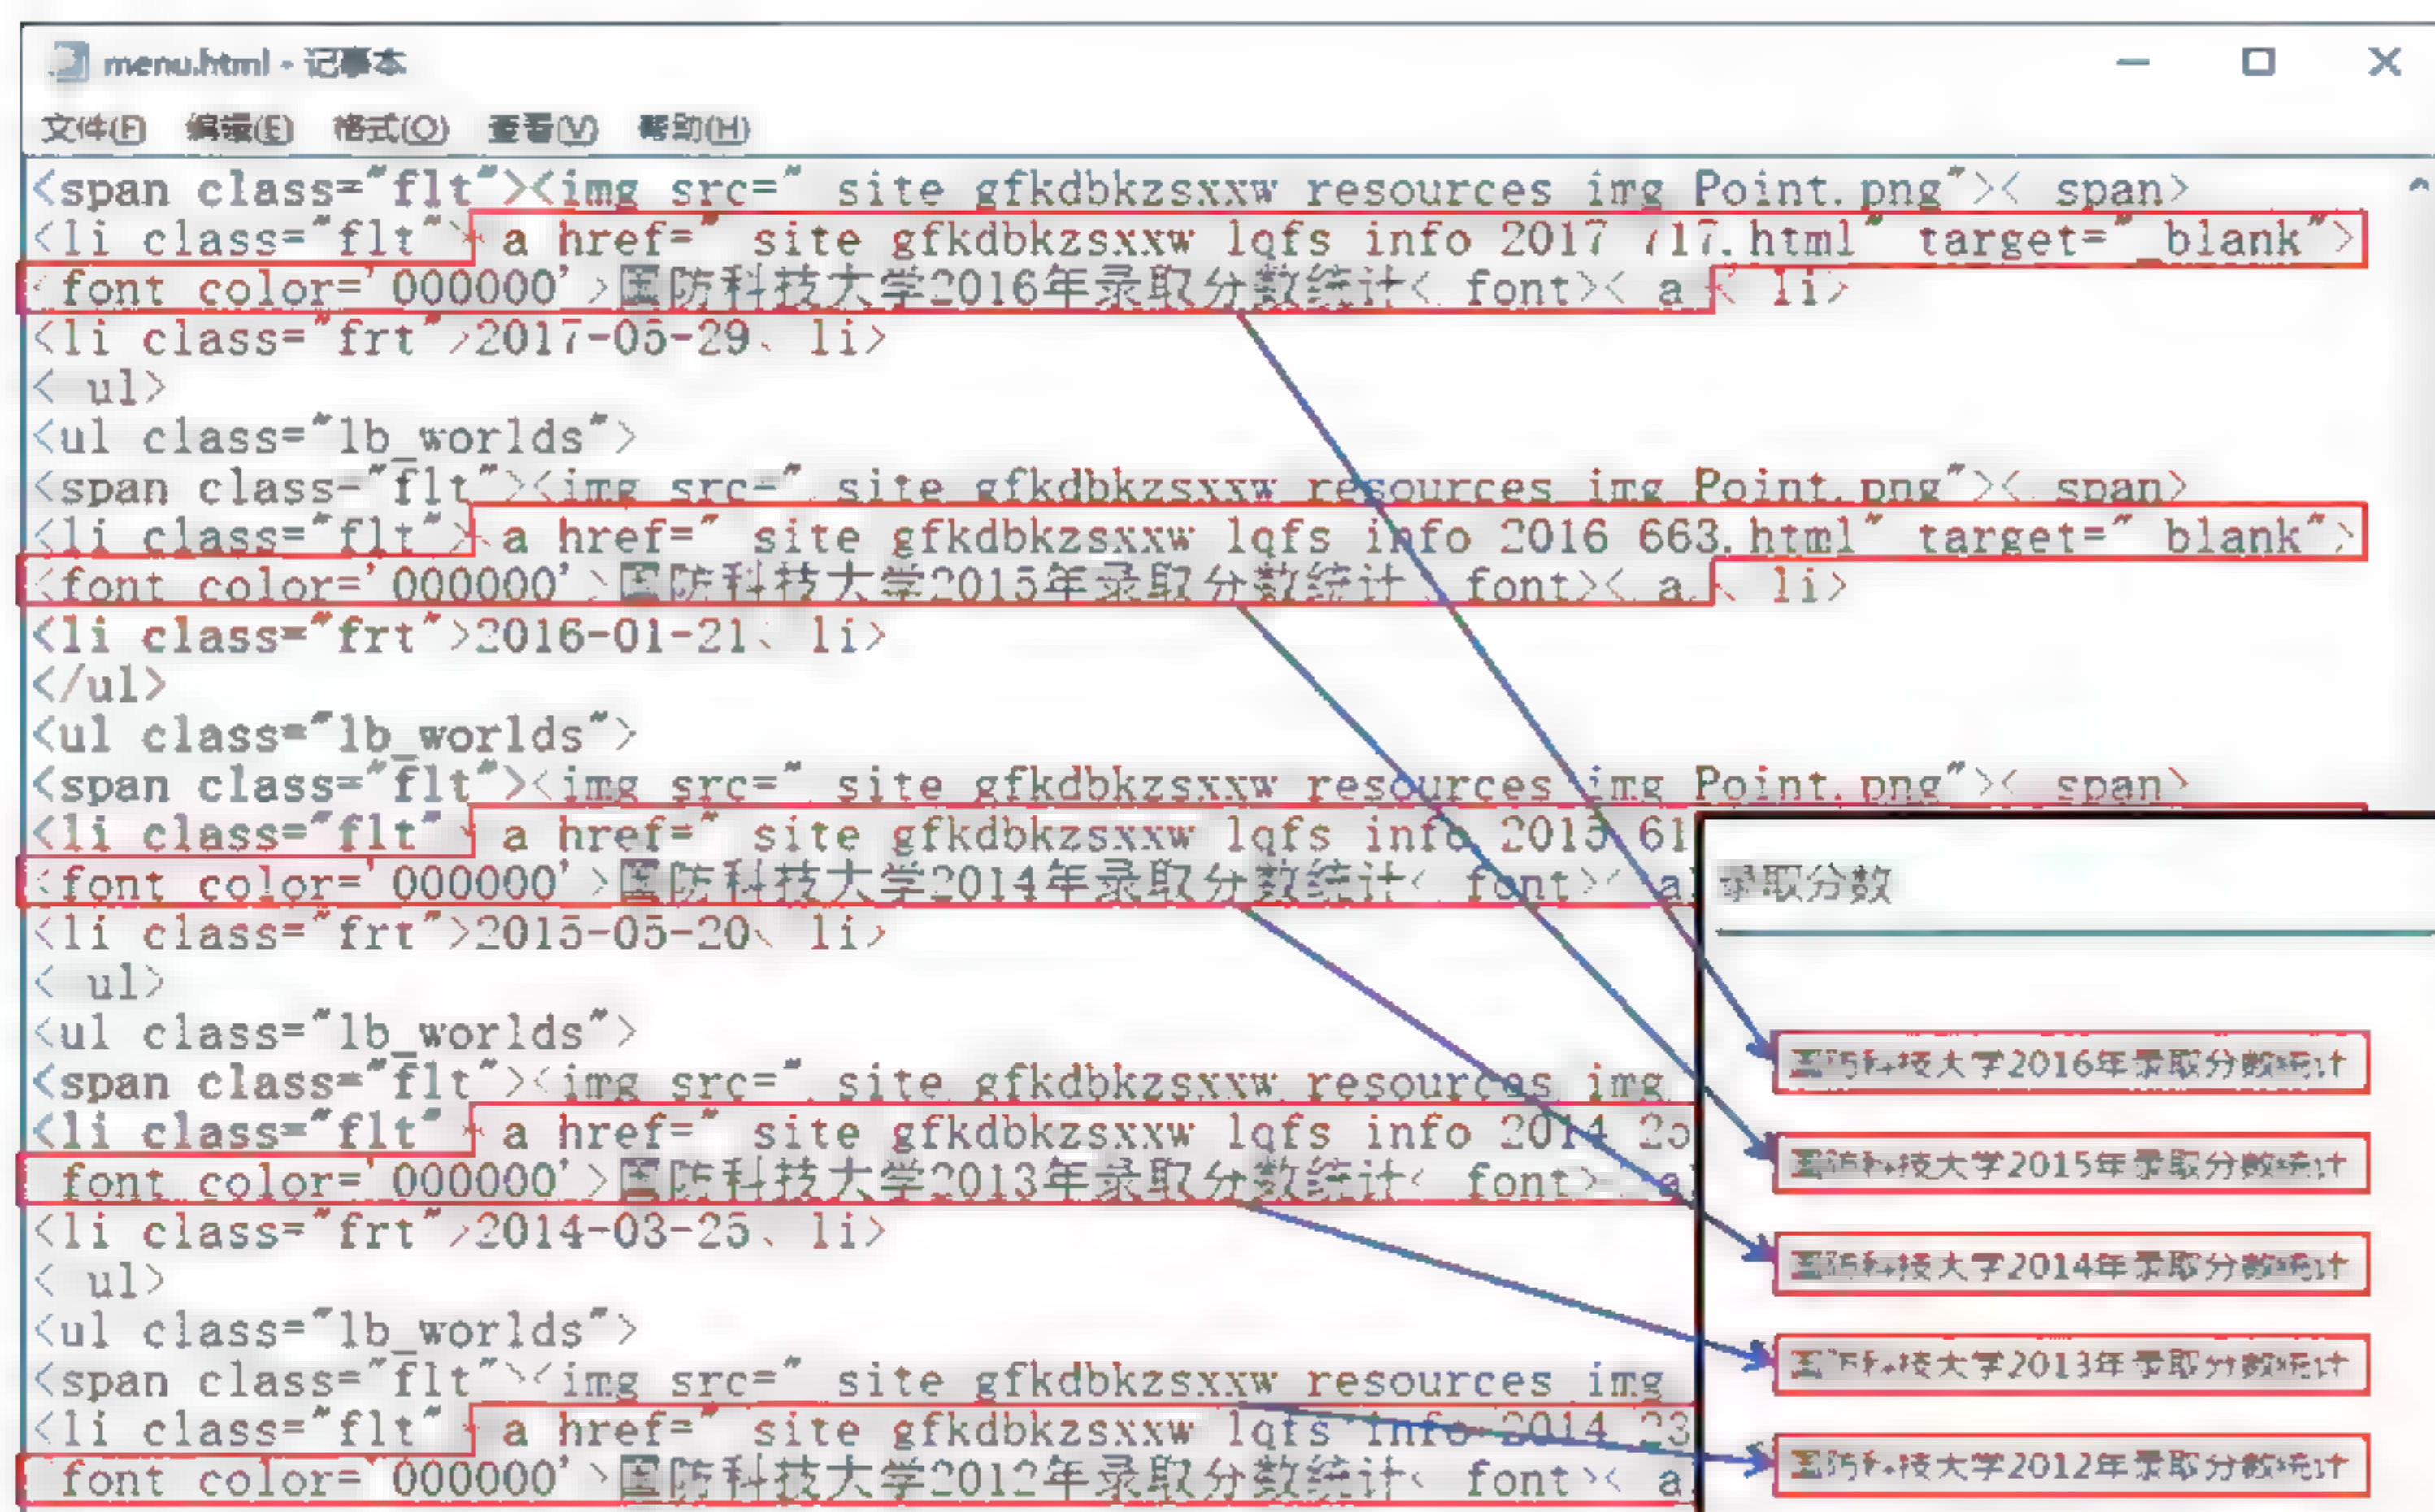 menu.html - 记事本
文件(F) 编辑(E) 格式(O) 查看(V) 帮助(H)
<span class="flt"><img src=" site gfkdbkzsxxw resources img Point.png">< span>
<li class="flt">< a href=" site gfkdbkzsxxw lqfs info 2017 717.html" target="_blank">
<font color='000000'>国防科技大学2016年录取分数统计< font>< a>< li>
<li class="frt">2017-05-29< li>
< ul>
<ul class="lb_worlds">
<span class="flt"><img src=" site gfkdbkzsxxw resources img Point.png">< span>
<li class="flt">< a href=" site gfkdbkzsxxw lqfs info 2016 663.html" target="_blank">
<font color='000000'>国防科技大学2015年录取分数统计< font>< a>< li>
<li class="frt">2016-01-21< li>
</ul>
<ul class="lb_worlds">
<span class="flt"><img src=" site gfkdbkzsxxw resources img Point.png">< span>
<li class="flt">< a href=" site gfkdbkzsxxw lqfs info 2015 61
<font color='000000'>国防科技大学2014年录取分数统计< font>< a
<li class="frt">2015-05-20< li>
< ul>
<ul class="lb_worlds">
<span class="flt"><img src=" site gfkdbkzsxxw resources img
<li class="flt">< a href=" site gfkdbkzsxxw lqfs info 2014 25
<font color='000000'>国防科技大学2013年录取分数统计< font>< a
<li class="frt">2014-03-25< li>
< ul>
<ul class="lb_worlds">
<span class="flt"><img src=" site gfkdbkzsxxw resources img
<li class="flt">< a href=" site gfkdbkzsxxw lqfs info 2014 23
<font color='000000'>国防科技大学2012年录取分数统计< font>< a
录取分数
国防科技大学2016年录取分数统计
国防科技大学2015年录取分数统计
国防科技大学2014年录取分数统计
国防科技大学2013年录取分数统计
国防科技大学2012年录取分数统计